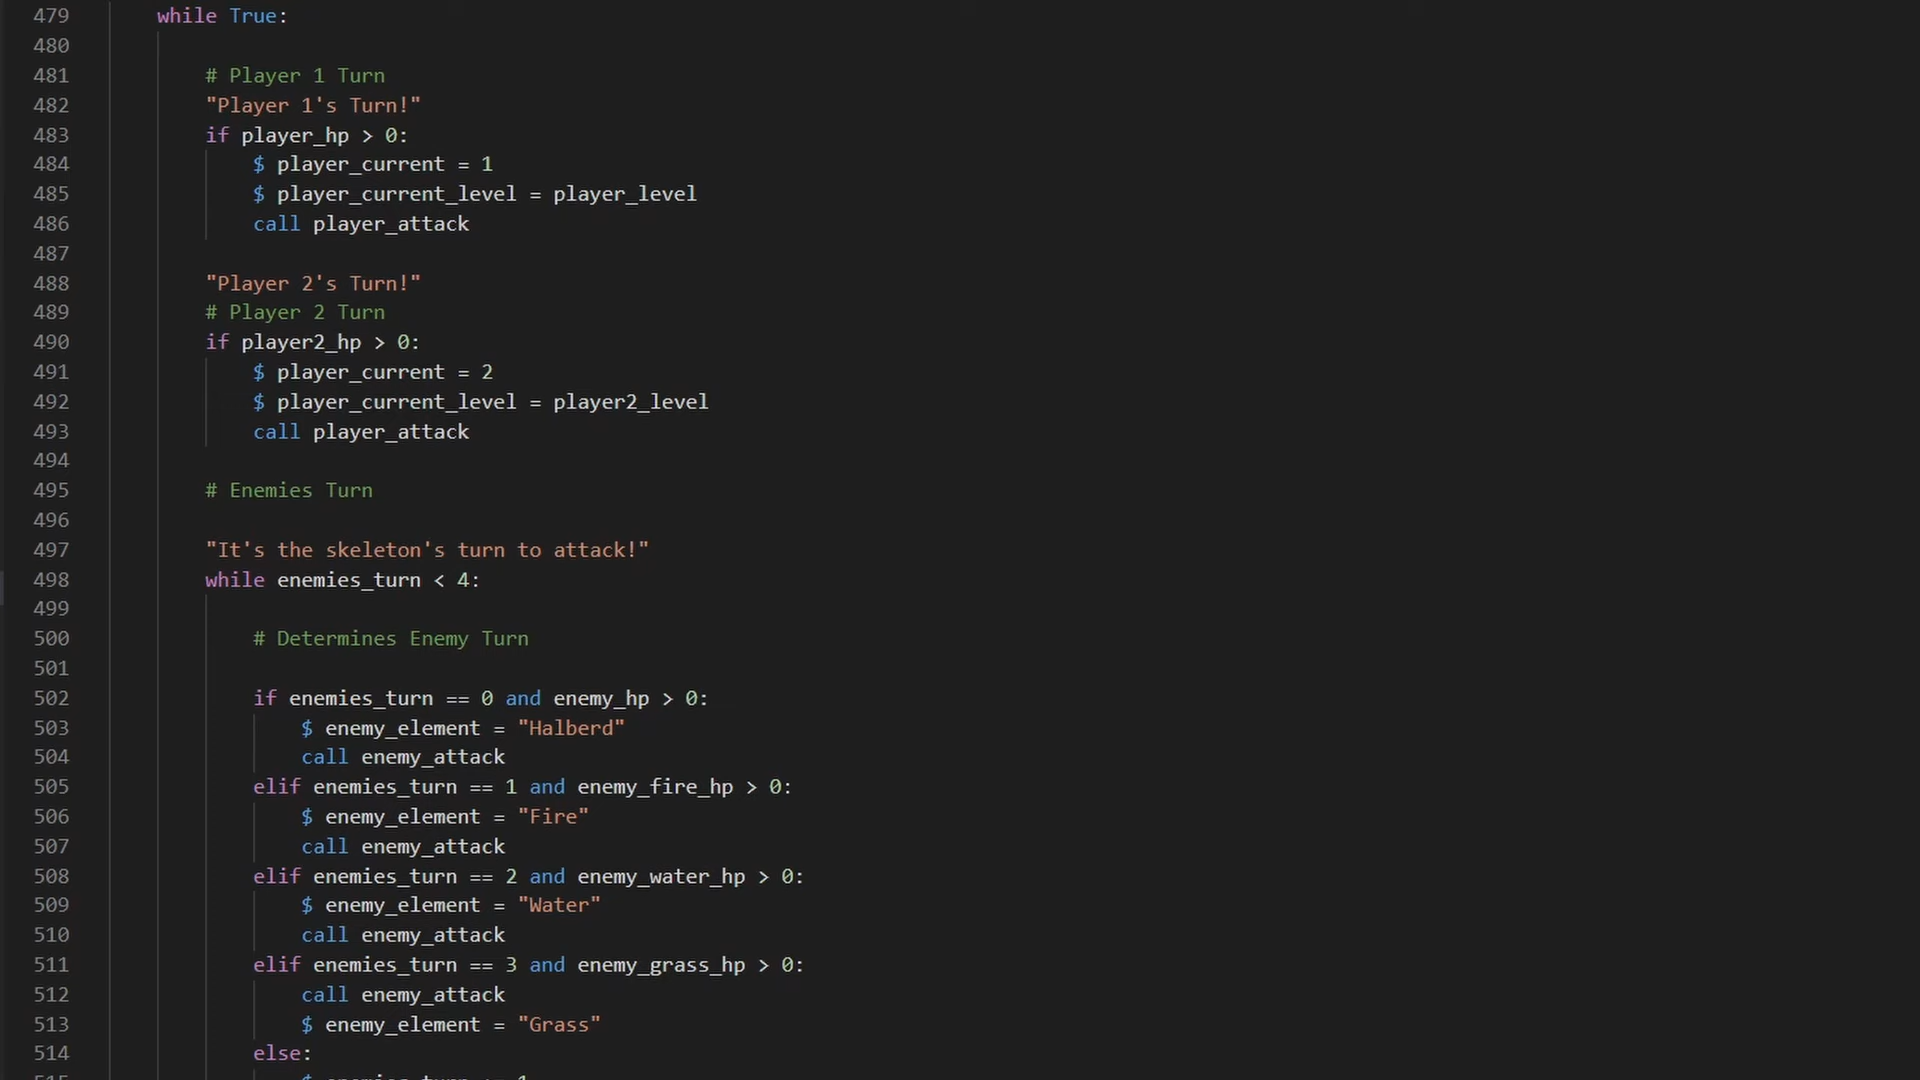 479 while True:
480
481 # Player 1 Turn
482 "Player 1's Turn!"
483 if player_hp > 0:
484 $ player_current = 1
485 $ player_current_level = player_level
486 call player_attack
487
488 "Player 2's Turn!"
489 # Player 2 Turn
490 if player2_hp > 0:
491 $ player_current = 2
492 $ player_current_level = player2_level
493 call player_attack
494
495 # Enemies Turn
496
497 "It's the skeleton's turn to attack!"
498 while enemies_turn < 4:
499
500 # Determines Enemy Turn
501
502 if enemies_turn == 0 and enemy_hp > 0:
503 $ enemy_element = "Halberd"
504 call enemy_attack
505 elif enemies_turn == 1 and enemy_fire_hp > 0:
506 $ enemy_element = "Fire"
507 call enemy_attack
508 elif enemies_turn == 2 and enemy_water_hp > 0:
509 $ enemy_element = "Water"
510 call enemy_attack
511 elif enemies_turn == 3 and enemy_grass_hp > 0:
512 call enemy_attack
513 $ enemy_element = "Grass"
514 else: